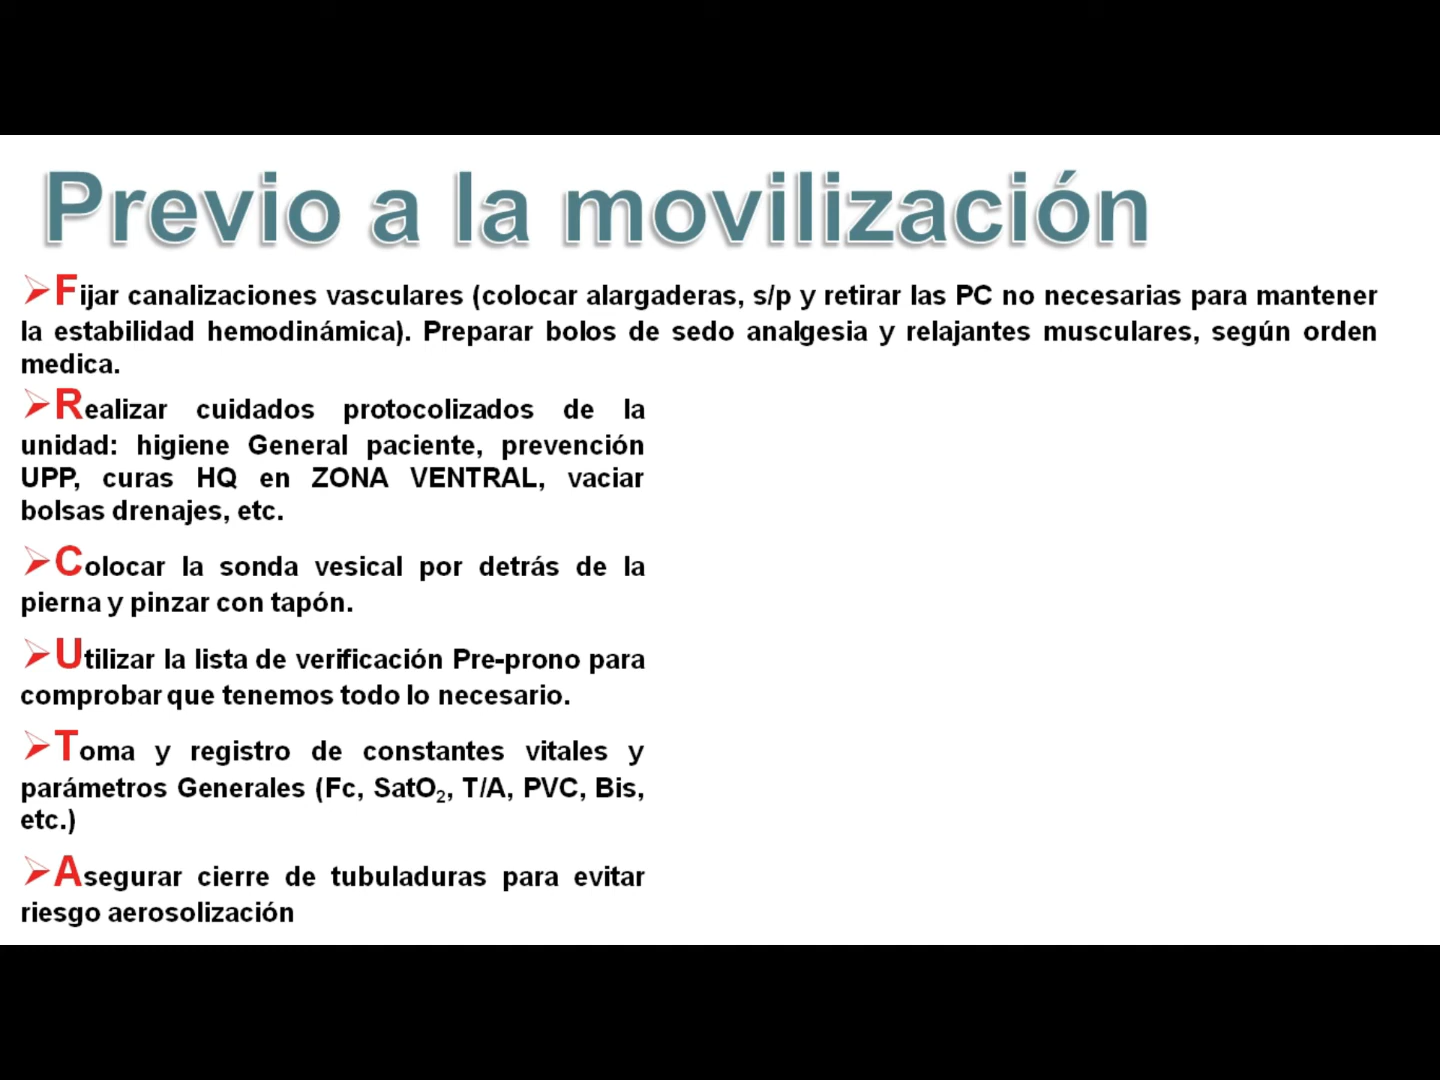 Previo a la movilización
➢Fijar canalizaciones vasculares (colocar alargaderas, s/p y retirar las PC no necesarias para mantener
la estabilidad hemodinámica). Preparar bolos de sedo analgesia y relajantes musculares, según orden
medica.
➢Realizar cuidados protocolizados de la
unidad: higiene General paciente, prevención
UPP, curas HQ en ZONA VENTRAL, vaciar
bolsas drenajes, etc.
➢Colocar la sonda vesical por detrás de la
pierna y pinzar con tapón.
➢Utilizar la lista de verificación Pre-prono para
comprobar que tenemos todo lo necesario.
➢Toma y registro de constantes vitales y
parámetros Generales (Fc, SatO₂, T/A, PVC, Bis,
etc.)
➢Asegurar cierre de tubuladuras para evitar
riesgo aerosolización